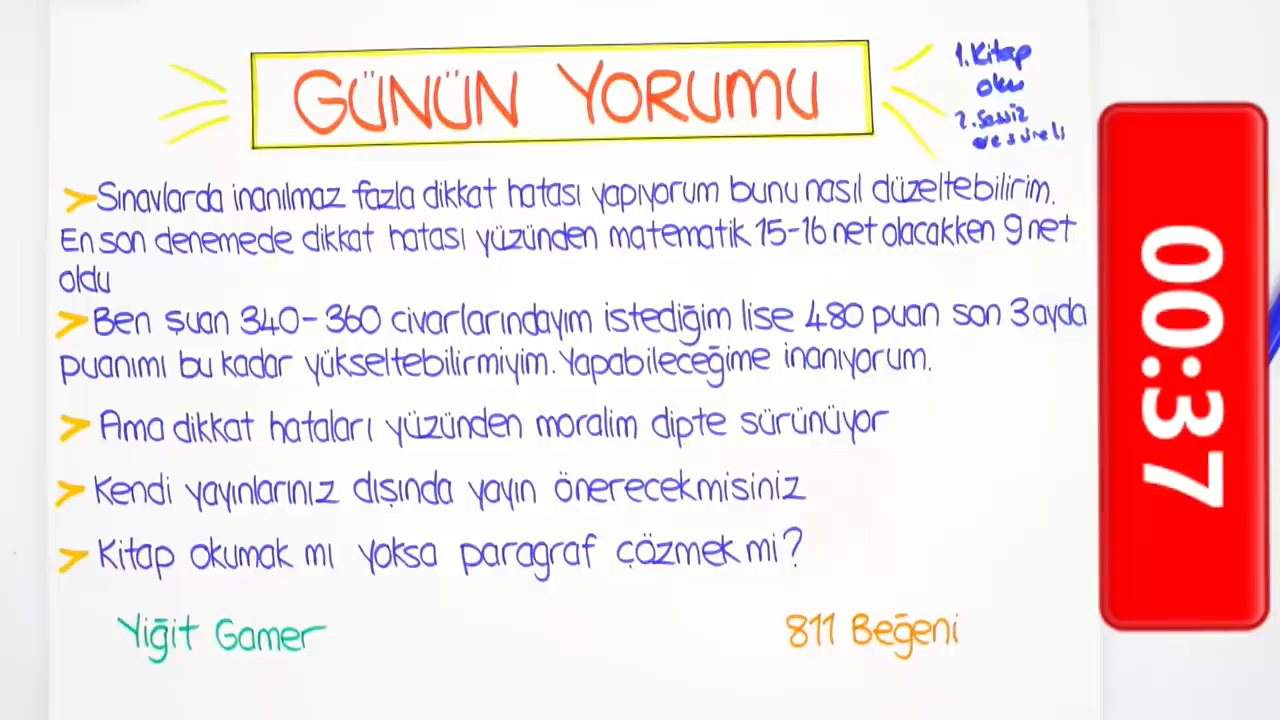 GÜNÜN YORUMU
1. Kitap
oku
2. Sessiz
ve süreli
➤ Sınavlarda inanılmaz fazla dikkat hatası yapıyorum bunu nasıl düzeltebilirim.
En son denemede dikkat hatası yüzünden matematik 15-16 net olacakken 9 net
oldu
➤ Ben şuan 340-360 civarlarındayım istediğim lise 480 puan son 3 ayda
puanımı bu kadar yükseltebilirmiyim. Yapabileceğime inanıyorum.
➤ Ama dikkat hataları yüzünden moralim dipte sürünüyor
➤ Kendi yayınlarınız dışında yayın önerecekmisiniz
➤ Kitap okumak mı yoksa paragraf çözmek mi?
Yiğit Gamer
811 Beğeni
00:37